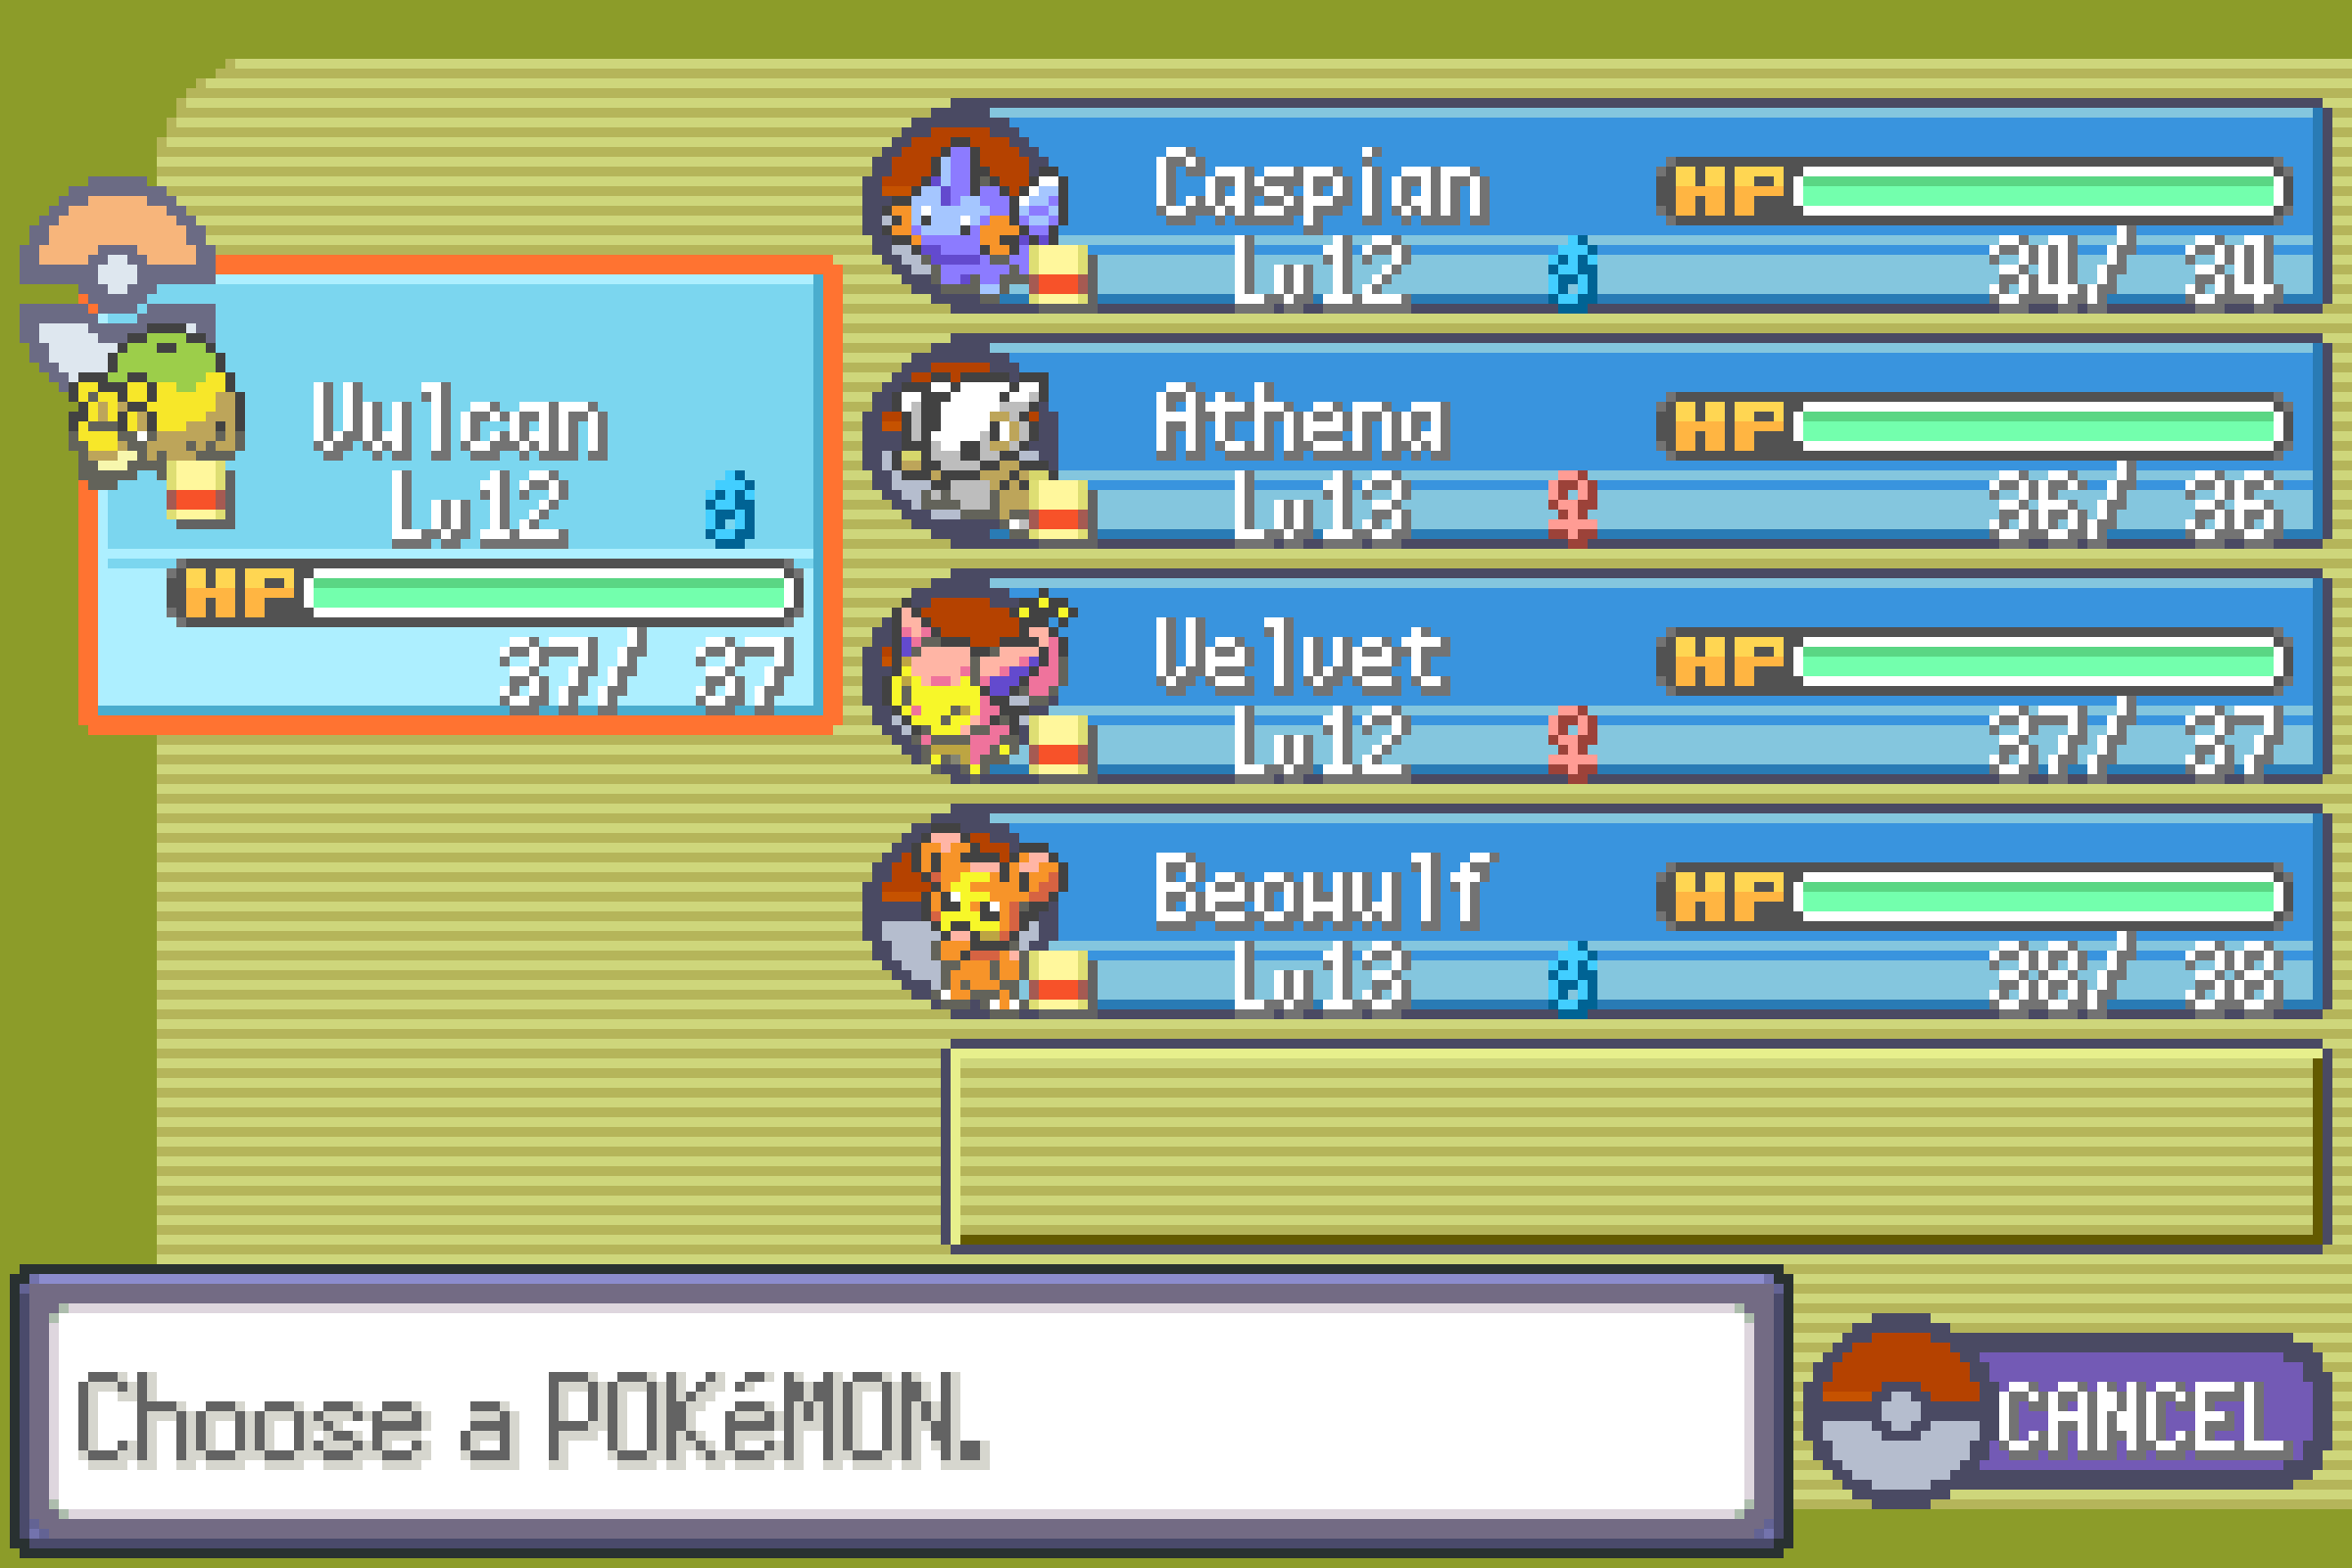 Vulcan
Lv12 ♂
HP
37/ 37
Caspian
HP
Lv12 ♂ 34/ 34
Athena
HP
Lv13 ♀ 36/ 36
Velvet
HP
Lv12 ♀ 37/ 37
Beowulf
HP
Lv13 ♂ 38/ 38
Choose a POKéMON.
CANCEL